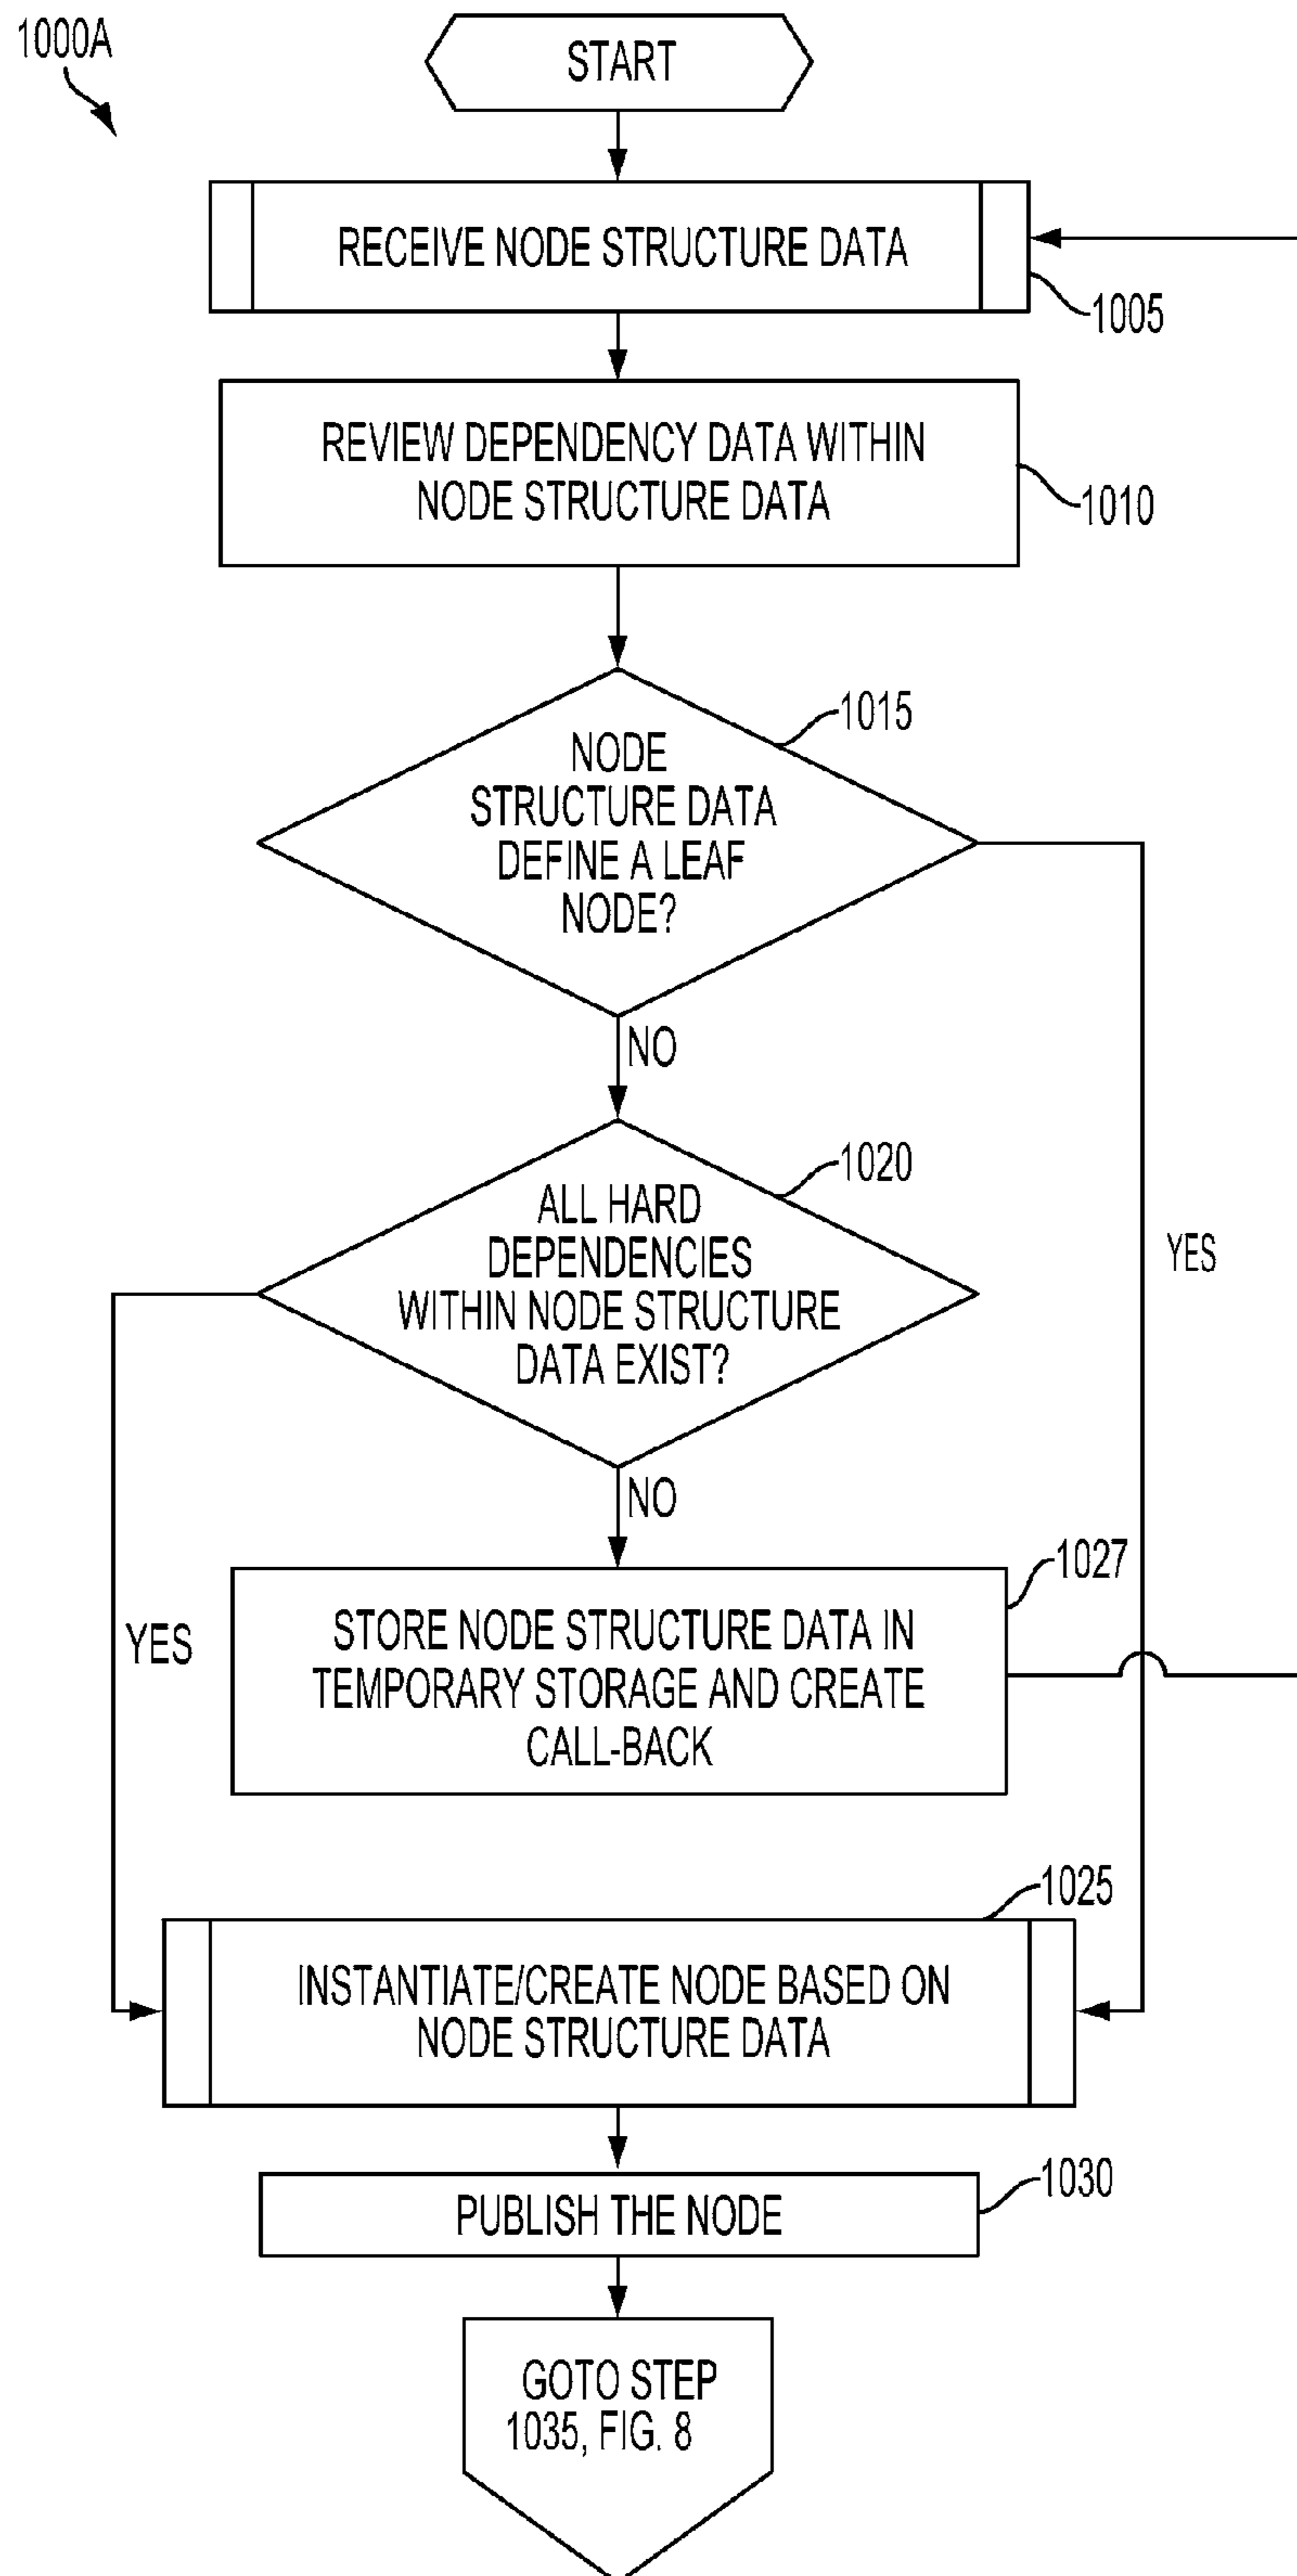 1000A
START
RECEIVE NODE STRUCTURE DATA
1005
REVIEW DEPENDENCY DATA WITHIN
NODE STRUCTURE DATA
1010
1015
NODE
STRUCTURE DATA
DEFINE A LEAF
NODE?
NO
1020
ALL HARD
DEPENDENCIES
WITHIN NODE STRUCTURE
DATA EXIST?
YES
NO
1027
YES
STORE NODE STRUCTURE DATA IN
TEMPORARY STORAGE AND CREATE
CALL-BACK
1025
INSTANTIATE/CREATE NODE BASED ON
NODE STRUCTURE DATA
1030
PUBLISH THE NODE
GOTO STEP
1035, FIG. 8